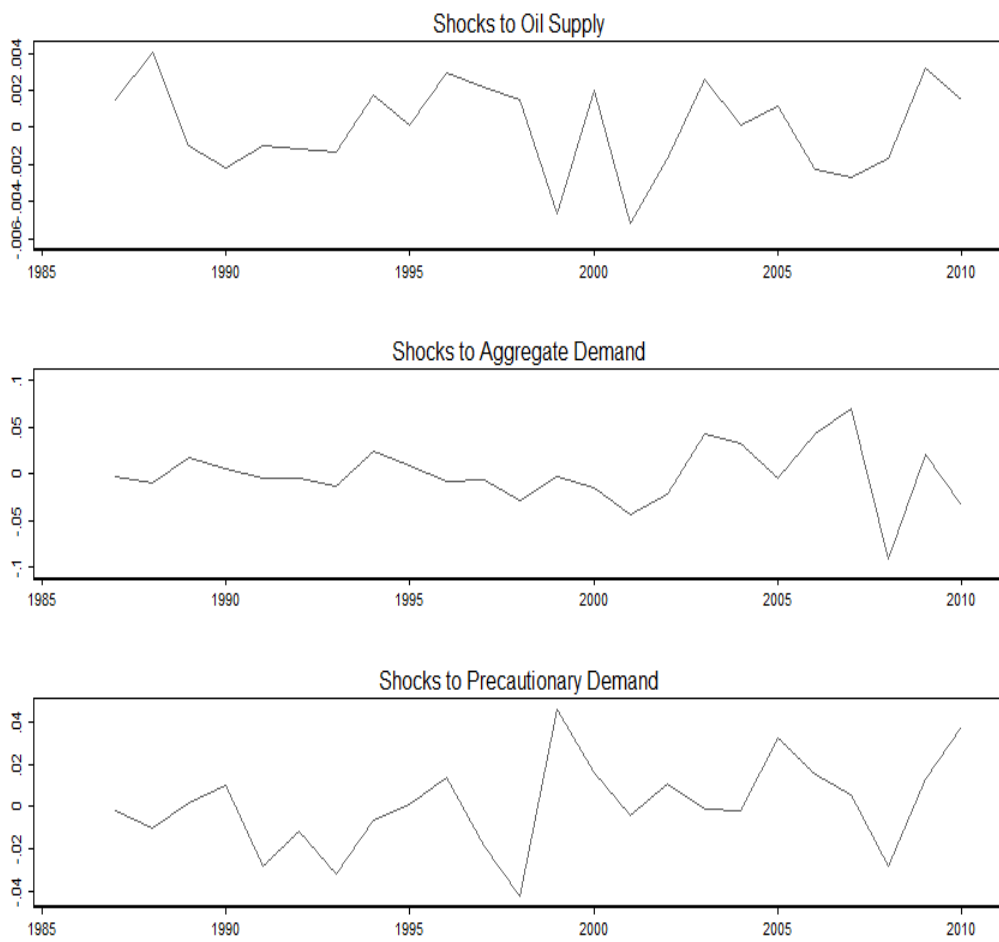 Shocks to Oil Supply
.004
.002
0
-.002
-.004
-.006
1985 1990 1995 2000 2005 2010
Shocks to Aggregate Demand
.1
.05
0
-.05
-.1
1985 1990 1995 2000 2005 2010
Shocks to Precautionary Demand
.04
.02
0
-.02
-.04
1985 1990 1995 2000 2005 2010